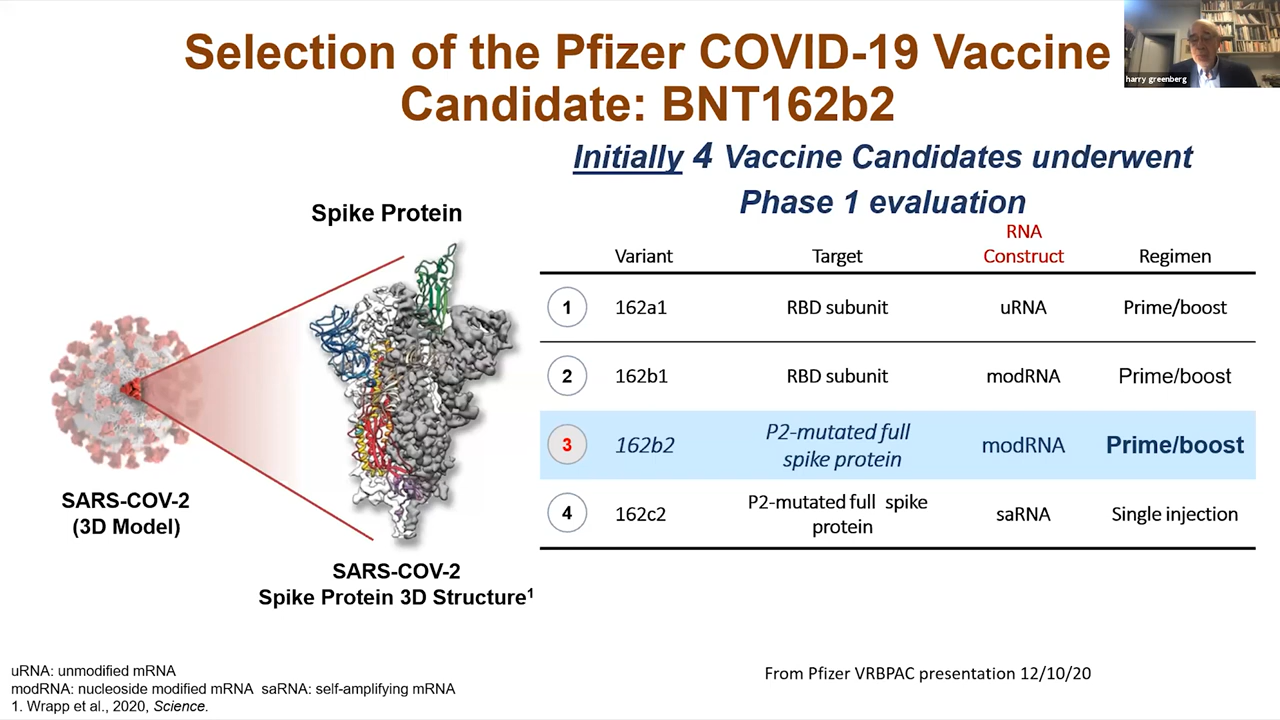 Selection of the Pfizer COVID-19 Vaccine
Candidate: BNT162b2
harry greenberg
Initially 4 Vaccine Candidates underwent
Phase 1 evaluation
Spike Protein
SARS-COV-2
(3D Model)
SARS-COV-2
Spike Protein 3D Structure1
Variant Target RNA Construct Regimen
1 162a1 RBD subunit uRNA Prime/boost
2 162b1 RBD subunit modRNA Prime/boost
3 162b2 P2-mutated full spike protein modRNA Prime/boost
4 162c2 P2-mutated full spike protein saRNA Single injection
uRNA: unmodified mRNA
modRNA: nucleoside modified mRNA saRNA: self-amplifying mRNA
1. Wrapp et al., 2020, Science.
From Pfizer VRBPAC presentation 12/10/20